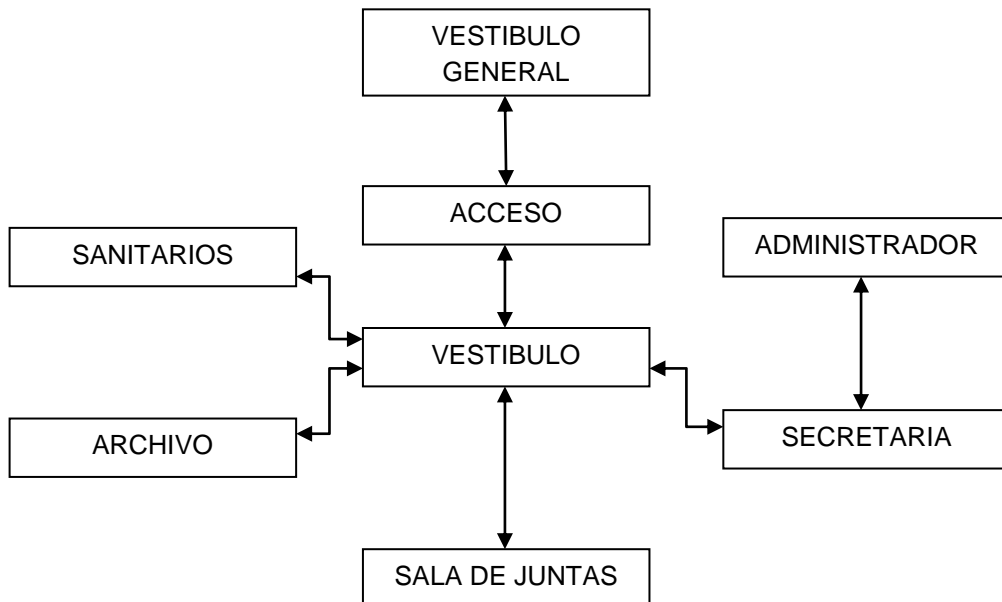 VESTIBULO
GENERAL
ACCESO
SANITARIOS
ADMINISTRADOR
VESTIBULO
ARCHIVO
SECRETARIA
SALA DE JUNTAS